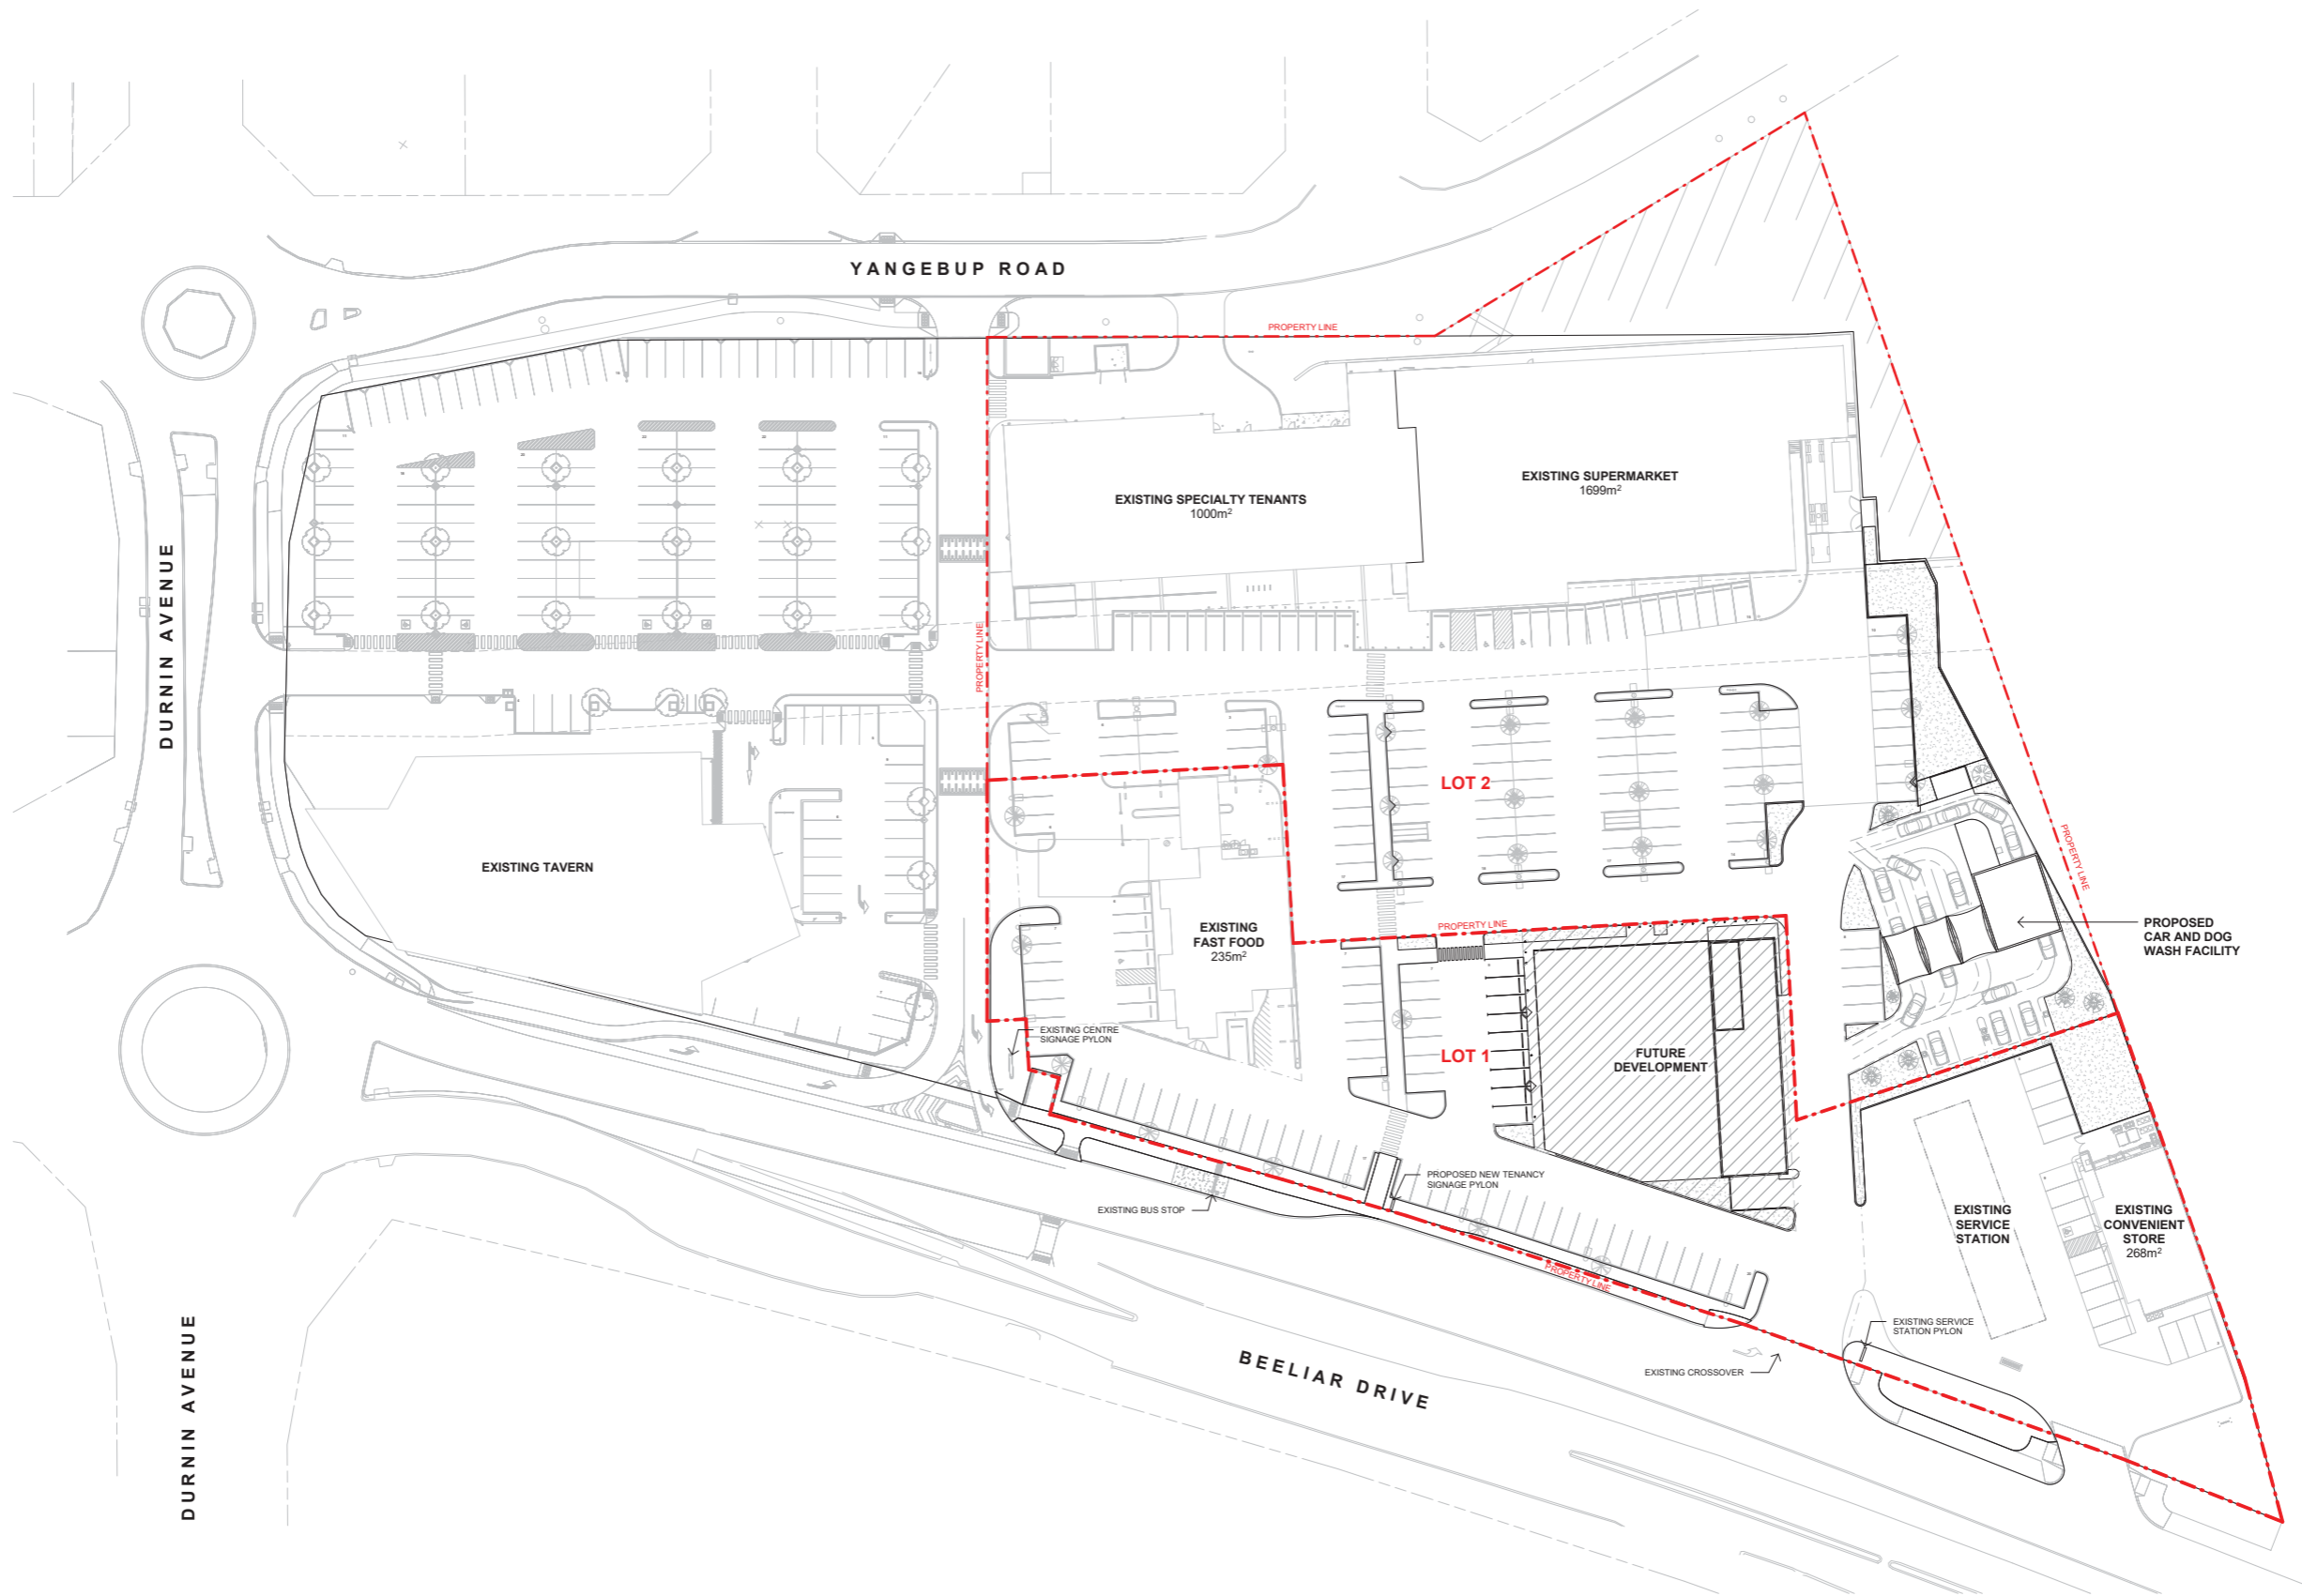 YANGEBUP ROAD
PROPERTY LINE
EXISTING SUPERMARKET
1699m²
EXISTING SPECIALTY TENANTS
1000m²
DURNIN AVENUE
PROPERTY LINE
LOT 2
EXISTING TAVERN
PROPERTY LINE
EXISTING
FAST FOOD
235m²
PROPERTY LINE
PROPOSED
CAR AND DOG
WASH FACILITY
EXISTING CENTRE
SIGNAGE PYLON
LOT 1
FUTURE
DEVELOPMENT
PROPOSED NEW TENANCY
SIGNAGE PYLON
EXISTING BUS STOP
EXISTING
SERVICE
STATION
EXISTING
CONVENIENT
STORE
268m²
PROPERTY LINE
EXISTING SERVICE
STATION PYLON
EXISTING CROSSOVER
BEELIAR DRIVE
DURNIN AVENUE